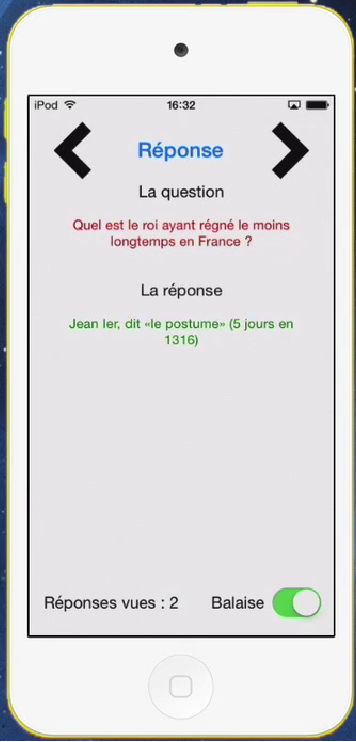 iPod 16:32
Réponse
La question
Quel est le roi ayant régné le moins
longtemps en France ?
La réponse
Jean Ier, dit «le postume» (5 jours en
1316)
Réponses vues : 2 Balaise